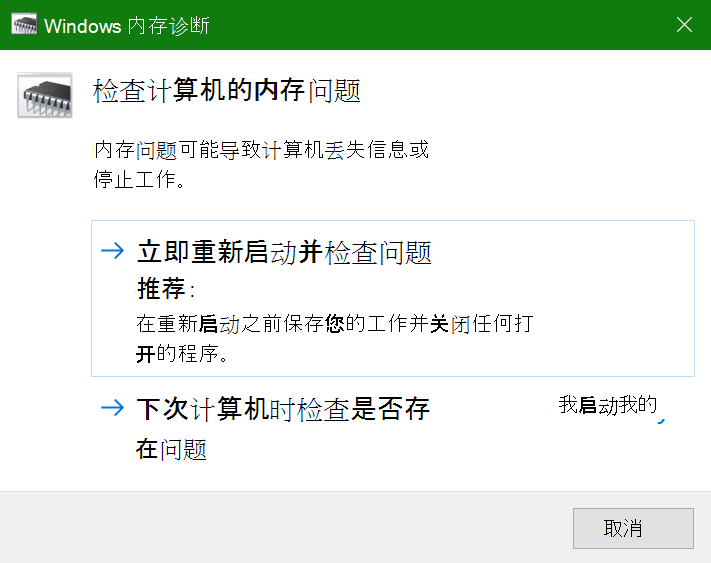 Windows 内存诊断
检查计算机的内存问题
内存问题可能导致计算机丢失信息或
停止工作。
立即重新启动并检查问题
推荐:
在重新启动之前保存您的工作并关闭任何打
开的程序。
下次计算机时检查是否存
我启动我的
在问题
取消